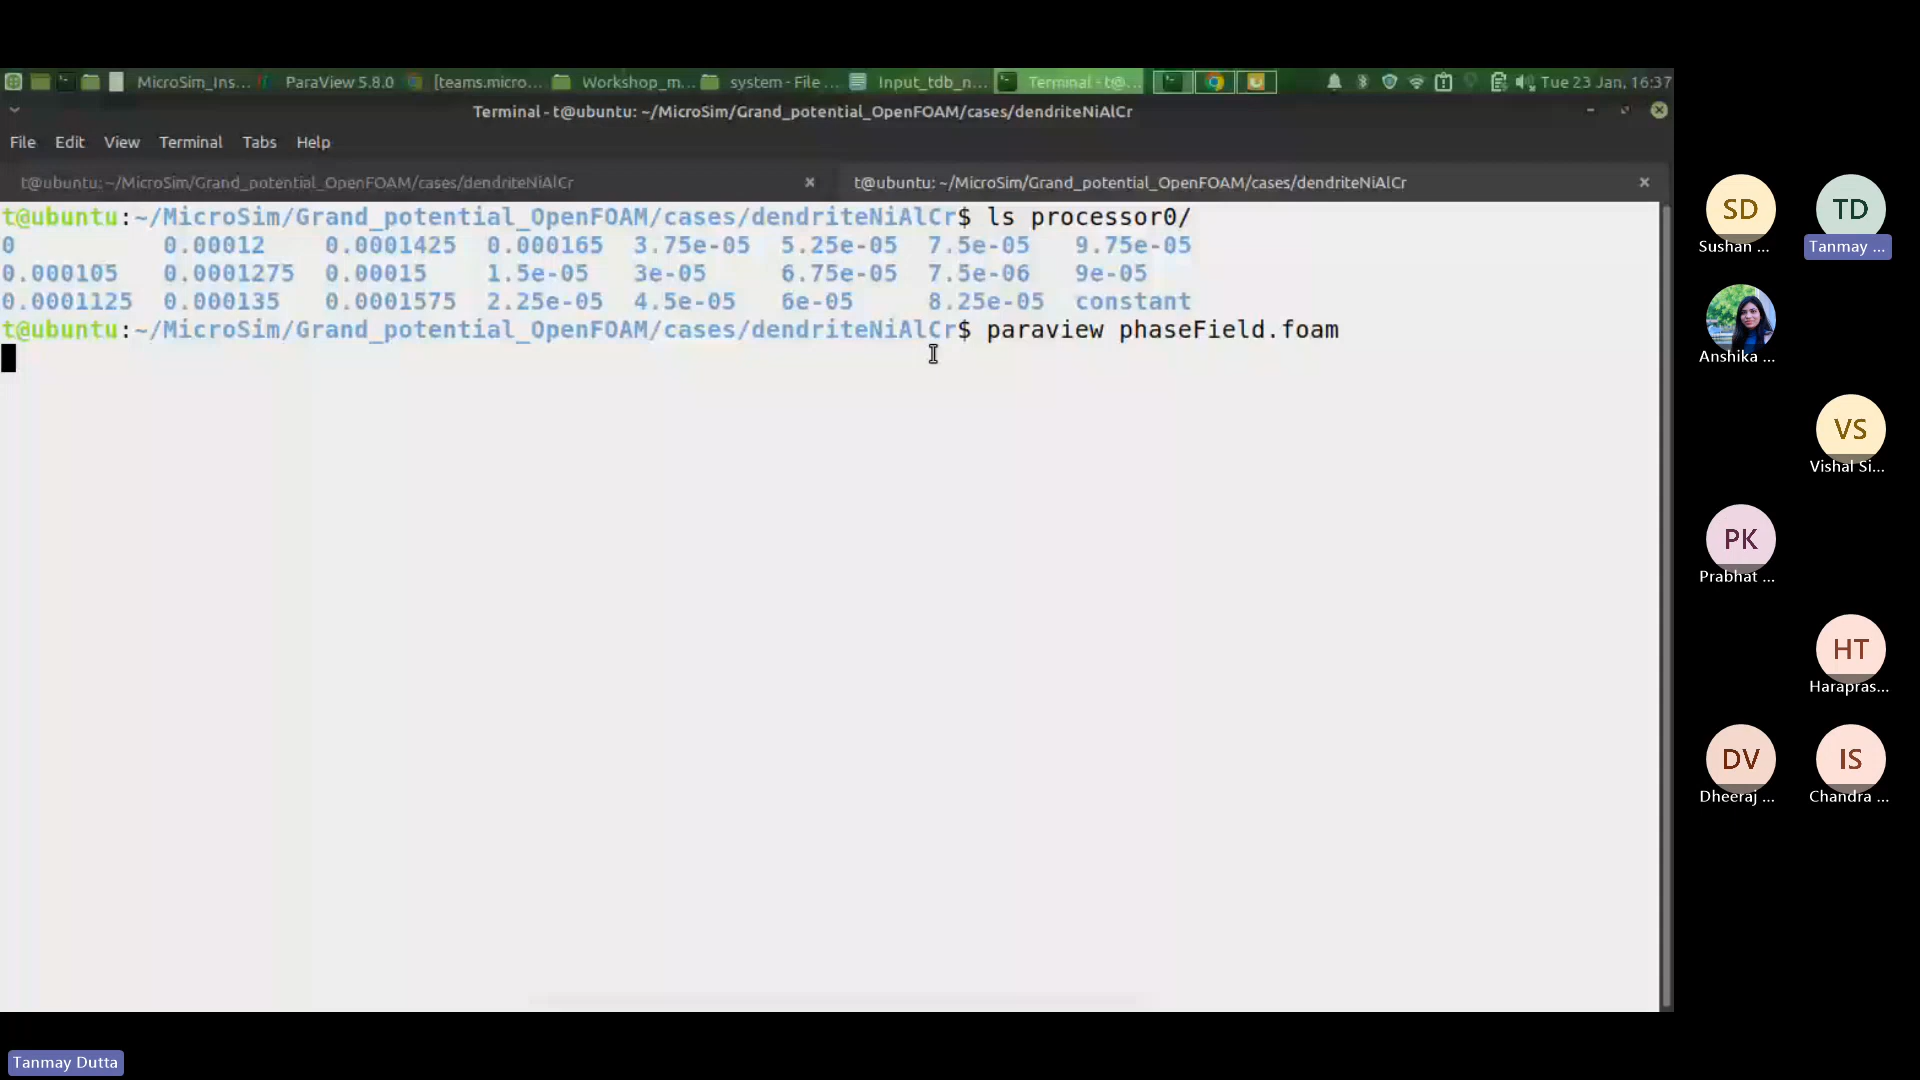 MicroSim_Ins... ParaView 5.8.0 [teams.micro... Workshop_m... system - File ... Input_tdb_n... Terminal - t@... Tue 23 Jan, 16:37
Terminal - t@ubuntu: ~/MicroSim/Grand_potential_OpenFOAM/cases/dendriteNiAlCr
File Edit View Terminal Tabs Help
t@ubuntu: ~/MicroSim/Grand_potential_OpenFOAM/cases/dendriteNiAlCr t@ubuntu: ~/MicroSim/Grand_potential_OpenFOAM/cases/dendriteNiAlCr
t@ubuntu:~/MicroSim/Grand_potential_OpenFOAM/cases/dendriteNiAlCr$ ls processor0/
0 0.00012 0.0001425 0.000165 3.75e-05 5.25e-05 7.5e-05 9.75e-05
0.000105 0.0001275 0.00015 1.5e-05 3e-05 6.75e-05 7.5e-06 9e-05
0.0001125 0.000135 0.0001575 2.25e-05 4.5e-05 6e-05 8.25e-05 constant
t@ubuntu:~/MicroSim/Grand_potential_OpenFOAM/cases/dendriteNiAlCr$ paraview phaseField.foam
SD TD
Sushan ... Tanmay ...
Anshika ...
VS
Vishal Si...
PK
Prabhat ...
HT
Harapras...
DV IS
Dheeraj ... Chandra ...
Tanmay Dutta